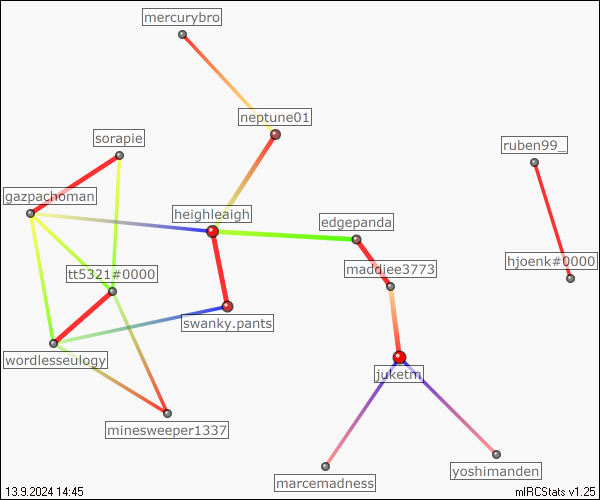 mercurybro
neptune01
sorapie
ruben99_
gazpachoman
heighleaigh
edgepanda
hjoenk#0000
maddiee3773
tt5321#0000
swanky.pants
wordlesseulogy
juketm
minesweeper1337
yoshimanden
marcemadness
13.9.2024 14:45
mIRCStats v1.25